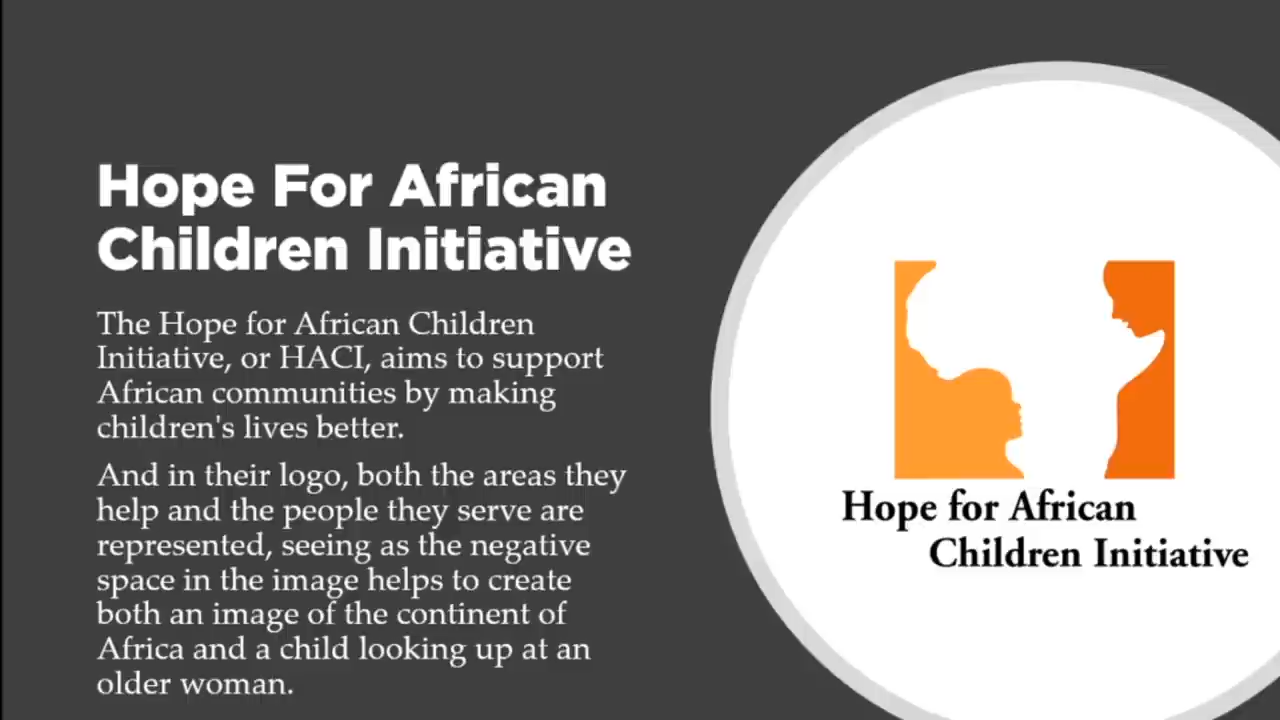 Hope For African
Children Initiative
The Hope for African Children
Initiative, or HACI, aims to support
African communities by making
children's lives better.
And in their logo, both the areas they
help and the people they serve are
represented, seeing as the negative
space in the image helps to create
both an image of the continent of
Africa and a child looking up at an
older woman.
Hope for African
Children Initiative